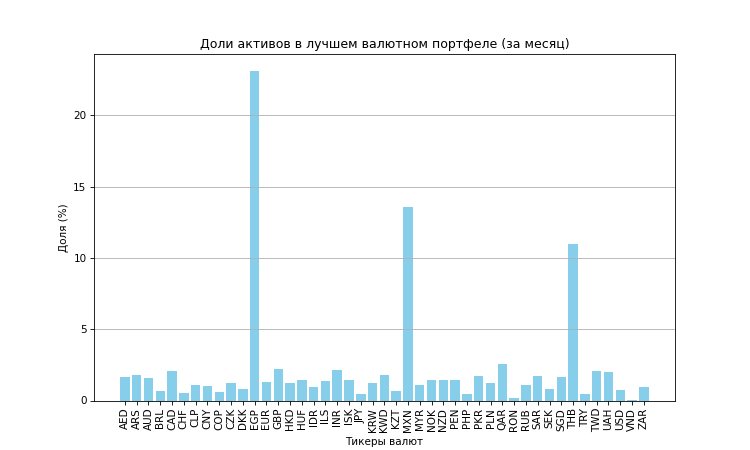 Доли активов в лучшем валютном портфеле (за месяц)
Доля (%)
20
15
10
5
0
AED ARS AUD BRL CAD CHF CLP CNY COP CZK DKK EGP EUR GBP HKD HUF IDR ILS INR ISK JPY KRW KWD KZT MXN MYR NOK NZD PEN PHP PKR PLN QAR RON RUB SAR SEK SGD THB TRY TWD UAH USD VND ZAR
Тикеры валют